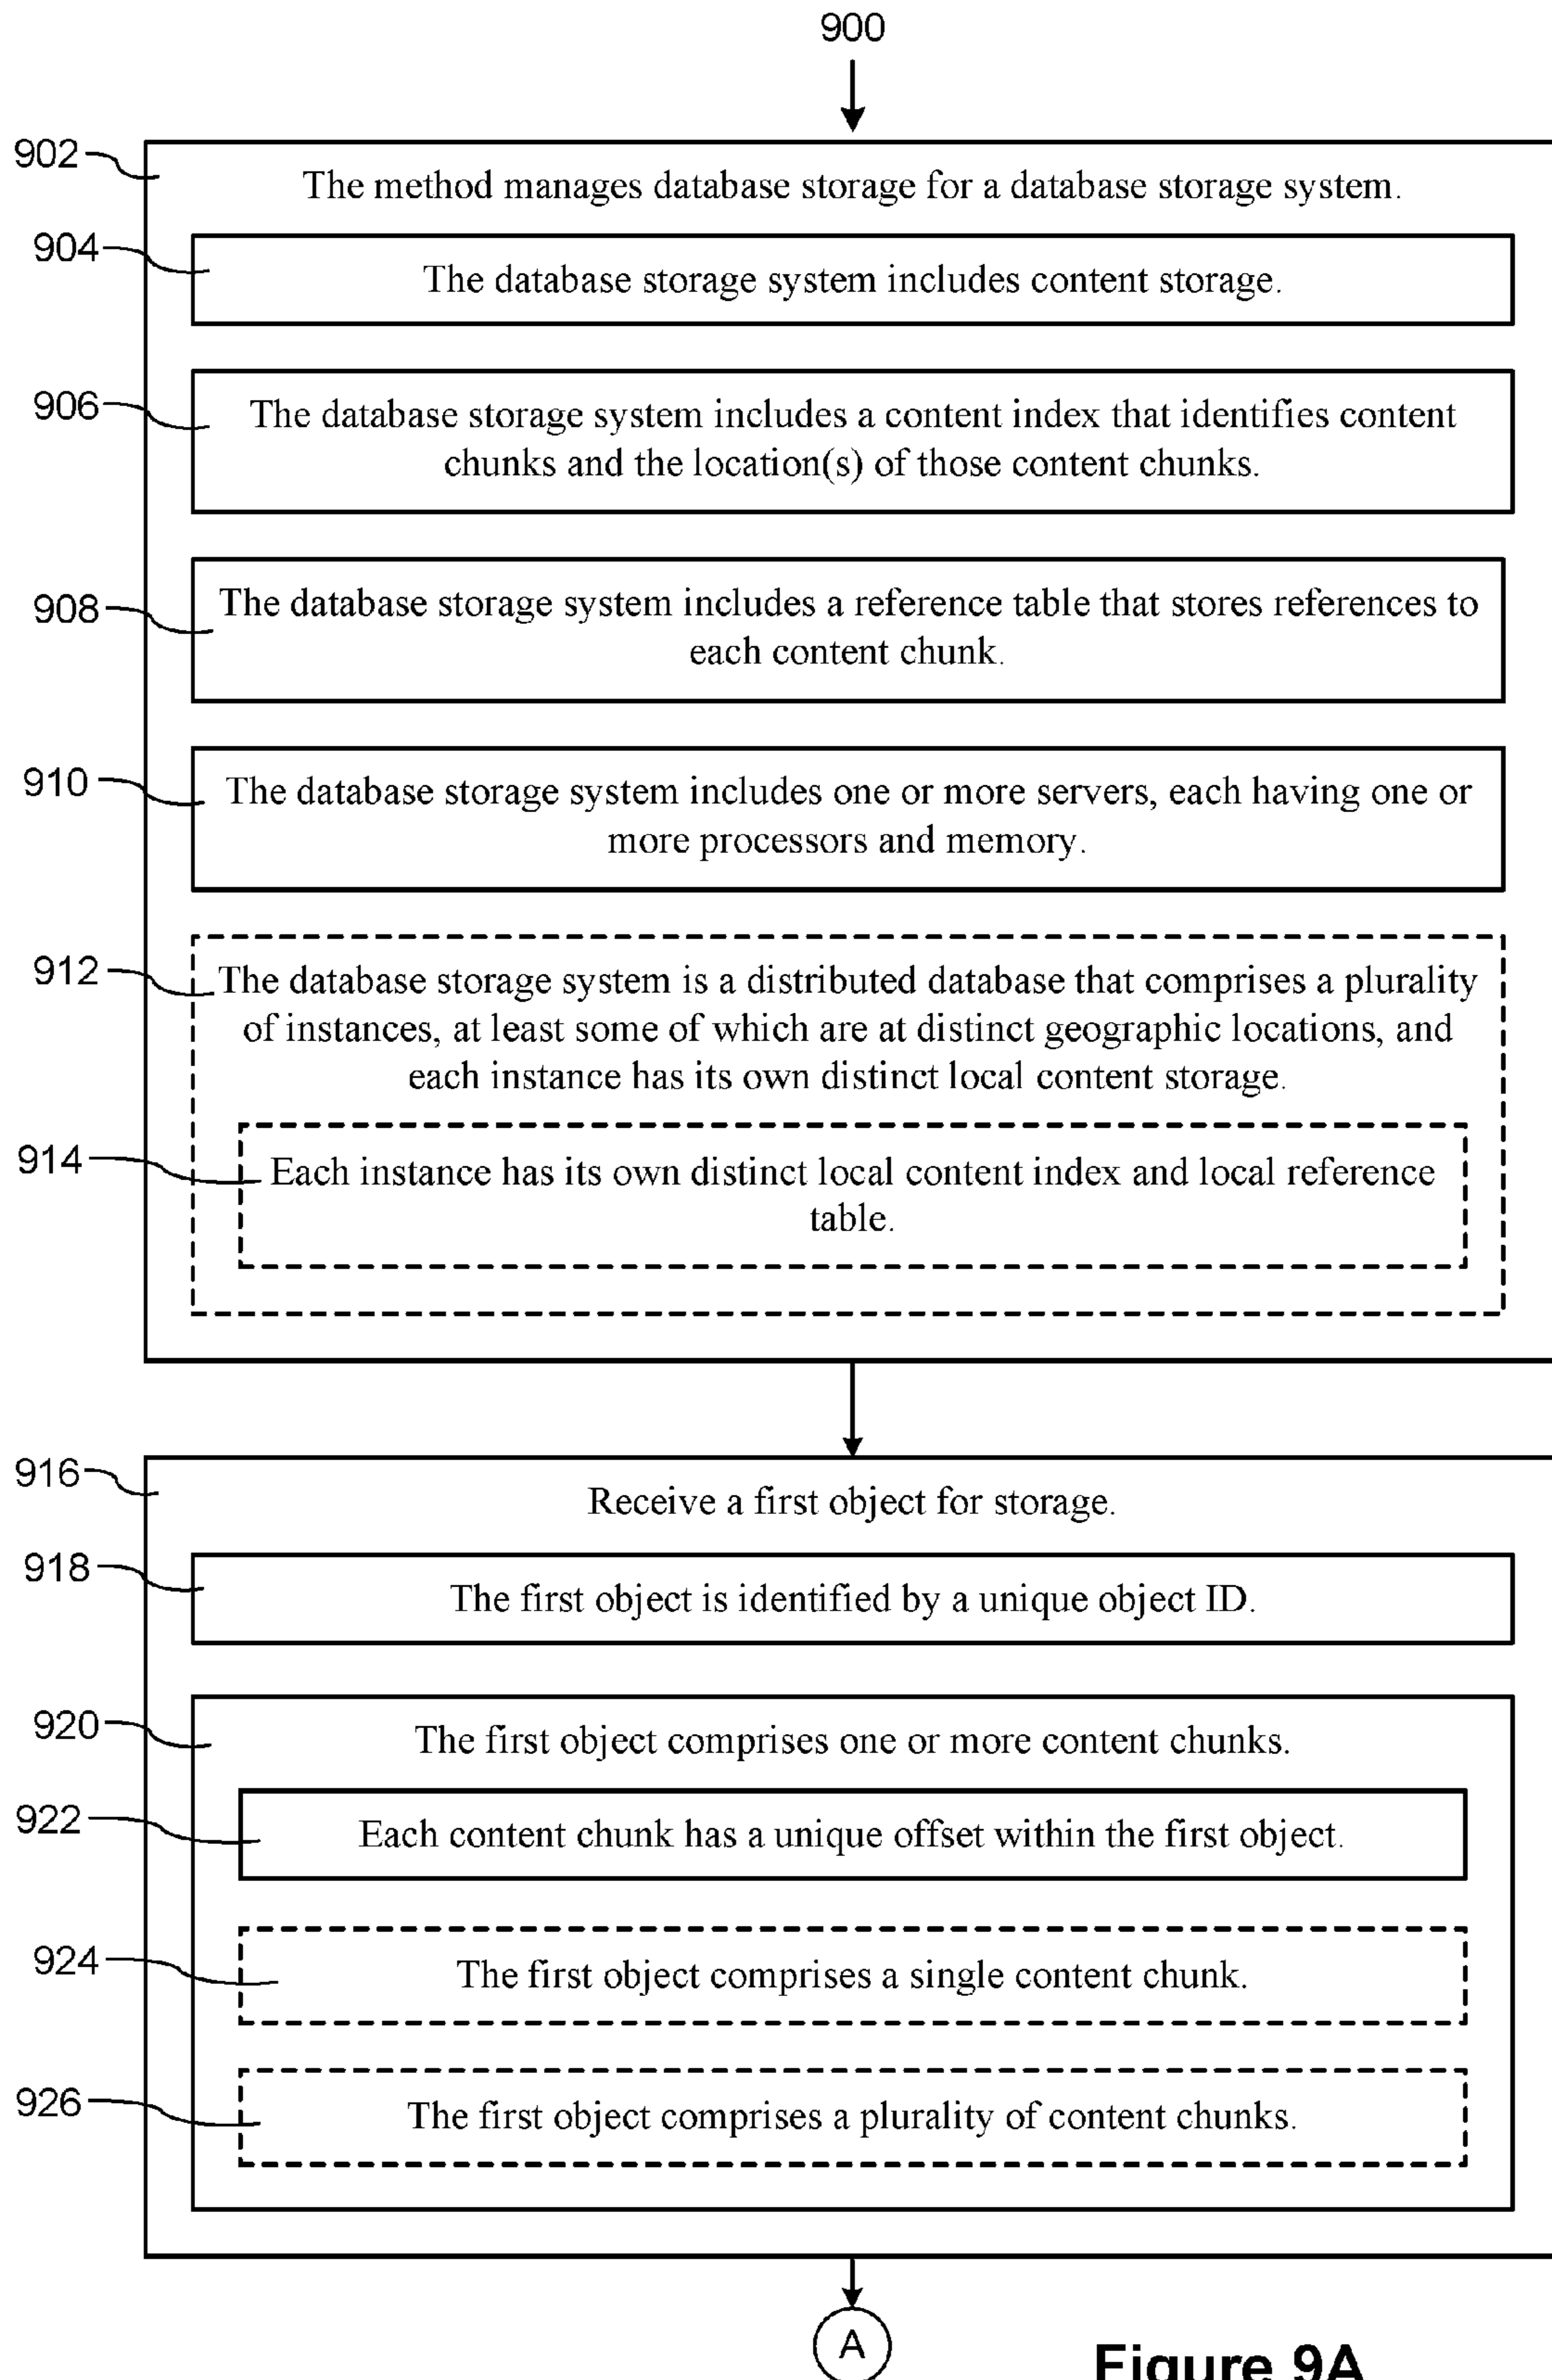 900
902
The method manages database storage for a database storage system.
904
The database storage system includes content storage.
906
The database storage system includes a content index that identifies content
chunks and the location(s) of those content chunks.
908
The database storage system includes a reference table that stores references to
each content chunk.
910
The database storage system includes one or more servers, each having one or
more processors and memory.
912
The database storage system is a distributed database that comprises a plurality
of instances, at least some of which are at distinct geographic locations, and
each instance has its own distinct local content storage.
914
Each instance has its own distinct local content index and local reference
table.
916
Receive a first object for storage.
918
The first object is identified by a unique object ID.
920
The first object comprises one or more content chunks.
922
Each content chunk has a unique offset within the first object.
924
The first object comprises a single content chunk.
926
The first object comprises a plurality of content chunks.
A
Figure 9A